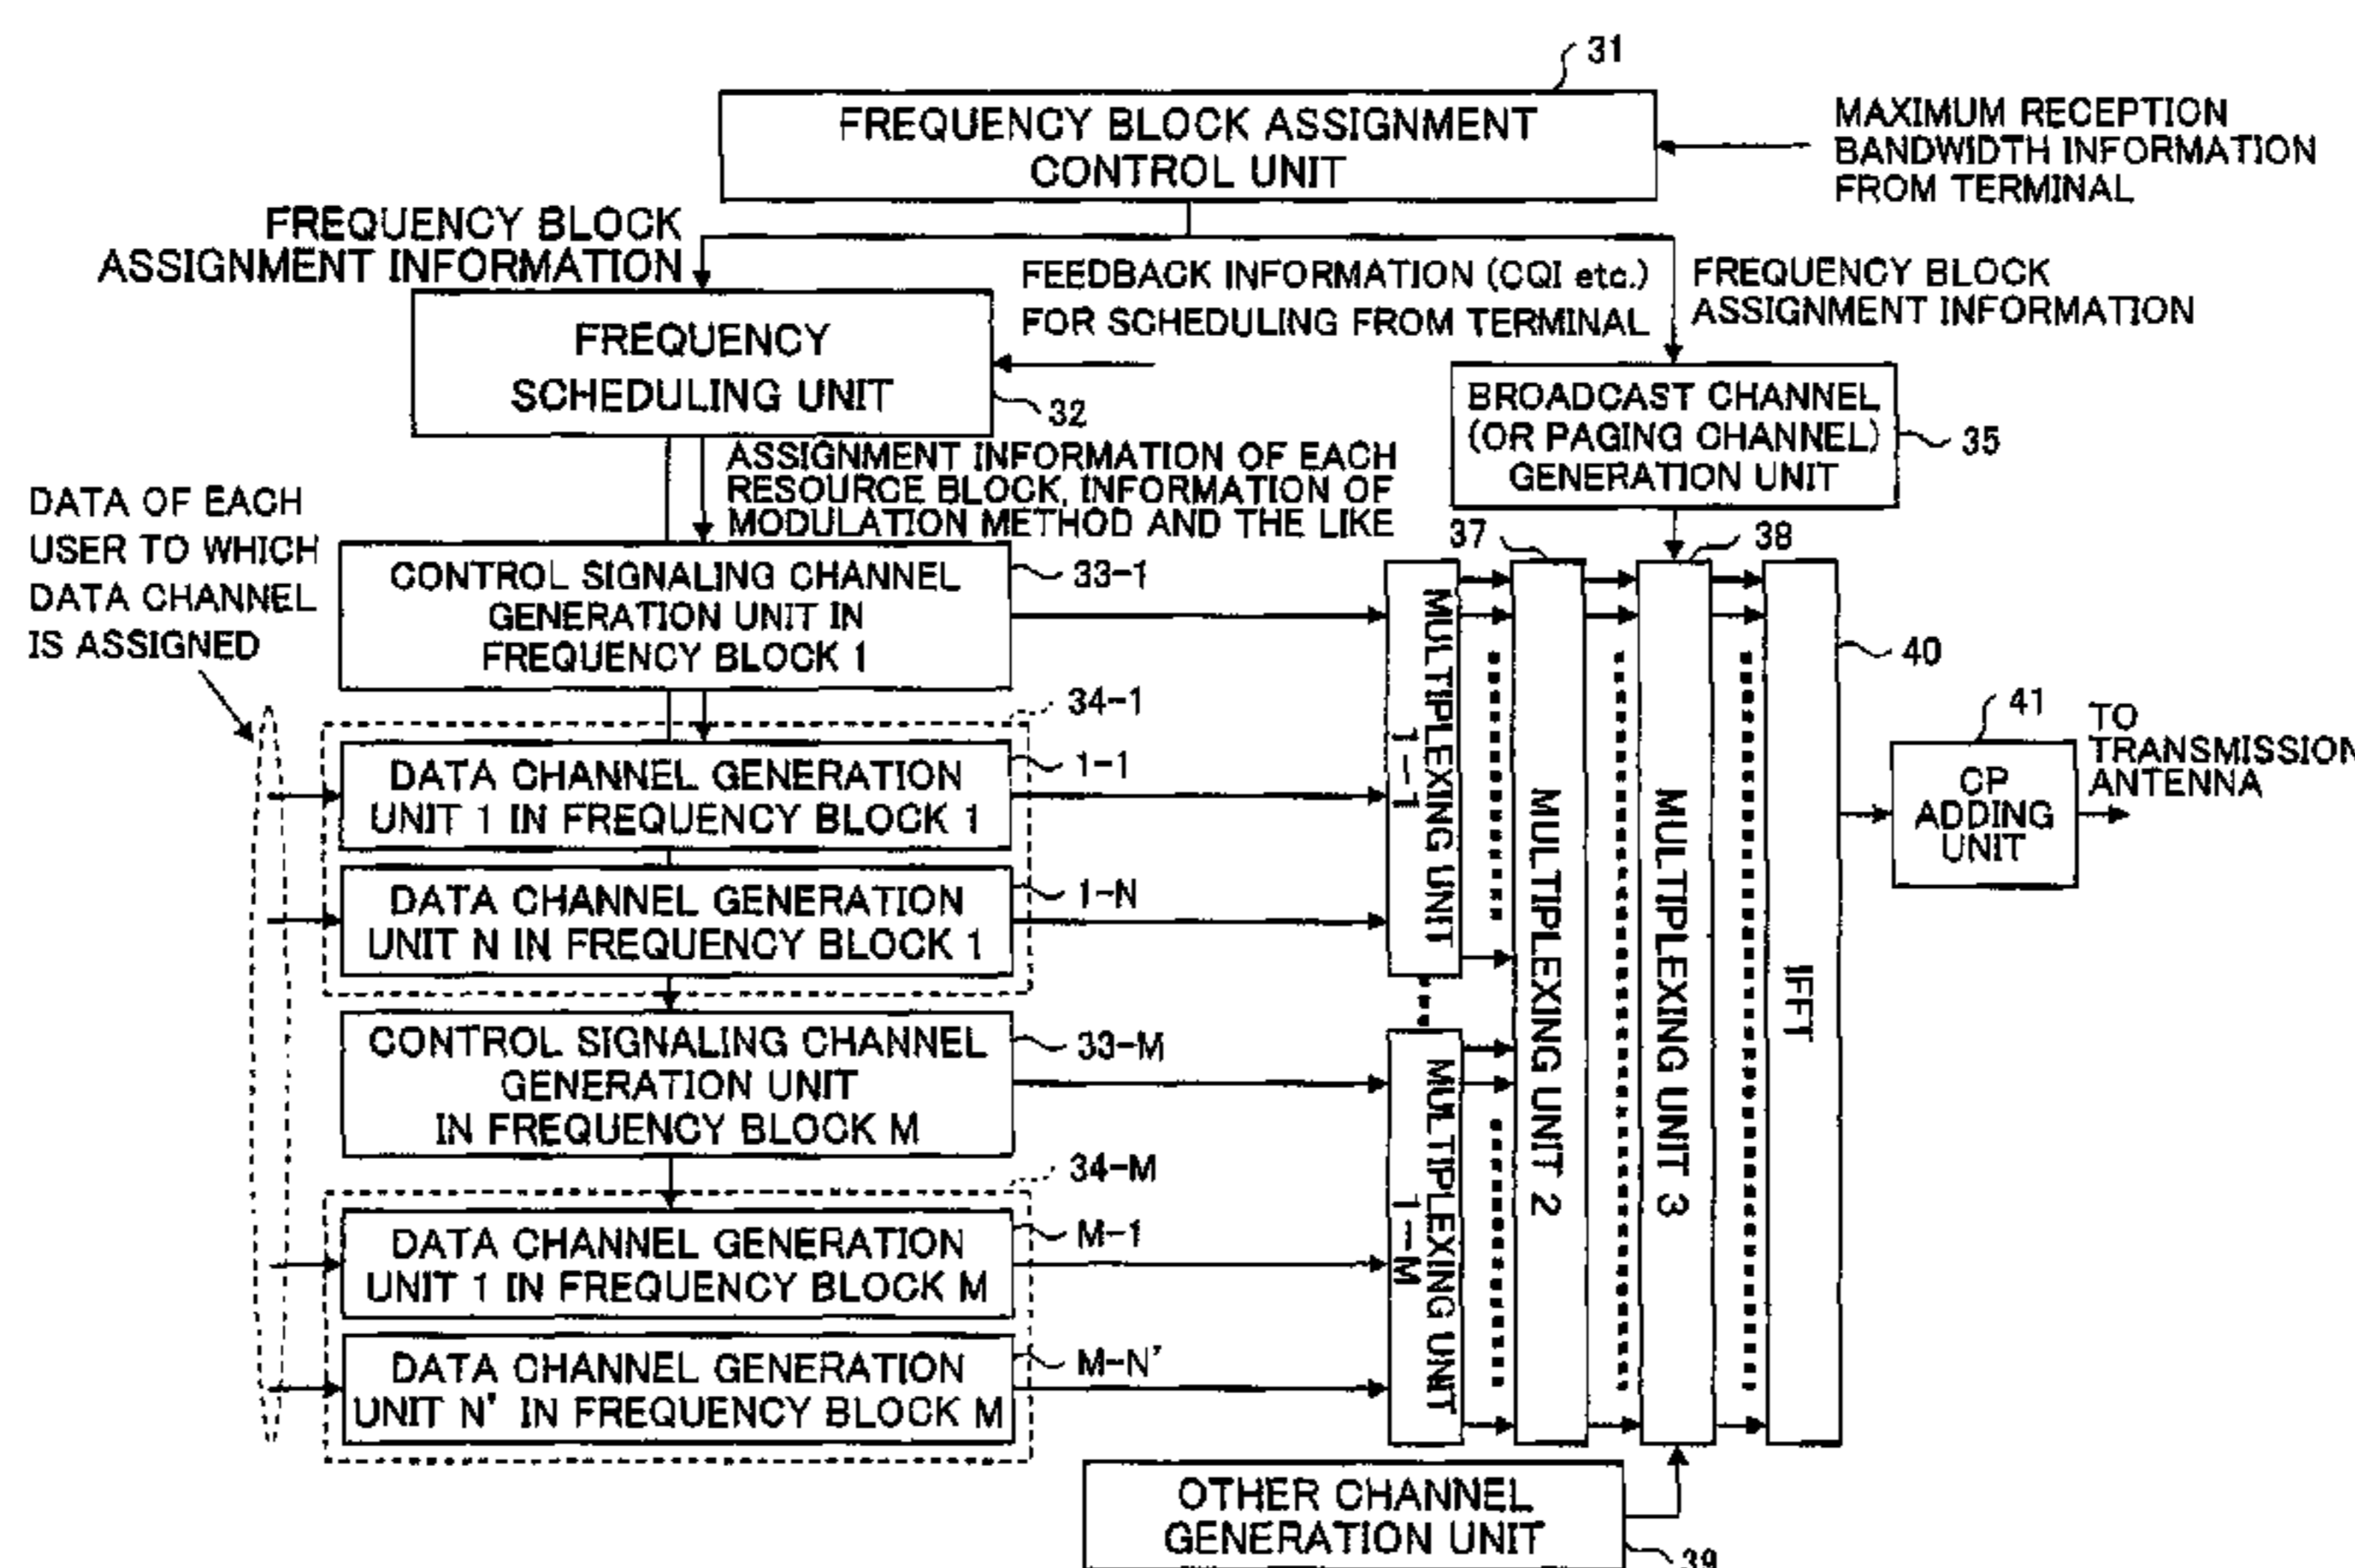 31
FREQUENCY BLOCK ASSIGNMENT
CONTROL UNIT
MAXIMUM RECEPTION
BANDWIDTH INFORMATION
FROM TERMINAL
FREQUENCY BLOCK
ASSIGNMENT INFORMATION
FEEDBACK INFORMATION (CQI etc.)
FOR SCHEDULING FROM TERMINAL
FREQUENCY BLOCK
ASSIGNMENT INFORMATION
FREQUENCY
SCHEDULING UNIT
32
BROADCAST CHANNEL
(OR PAGING CHANNEL)
GENERATION UNIT
35
ASSIGNMENT INFORMATION OF EACH
RESOURCE BLOCK, INFORMATION OF
MODULATION METHOD AND THE LIKE
DATA OF EACH
USER TO WHICH
DATA CHANNEL
IS ASSIGNED
CONTROL SIGNALING CHANNEL
GENERATION UNIT IN
FREQUENCY BLOCK 1
33-1
34-1
DATA CHANNEL GENERATION
UNIT 1 IN FREQUENCY BLOCK 1
1-1
DATA CHANNEL GENERATION
UNIT N IN FREQUENCY BLOCK 1
1-N
CONTROL SIGNALING CHANNEL
GENERATION UNIT
IN FREQUENCY BLOCK M
33-M
34-M
DATA CHANNEL GENERATION
UNIT 1 IN FREQUENCY BLOCK M
M-1
DATA CHANNEL GENERATION
UNIT N' IN FREQUENCY BLOCK M
M-N'
MULTIPLEXING UNIT
1-1
MULTIPLEXING UNIT
1-M
37
MULTIPLEXING UNIT 2
38
MULTIPLEXING UNIT 3
IFFT
40
41
CP
ADDING
UNIT
TO
TRANSMISSION
ANTENNA
OTHER CHANNEL
GENERATION UNIT
39